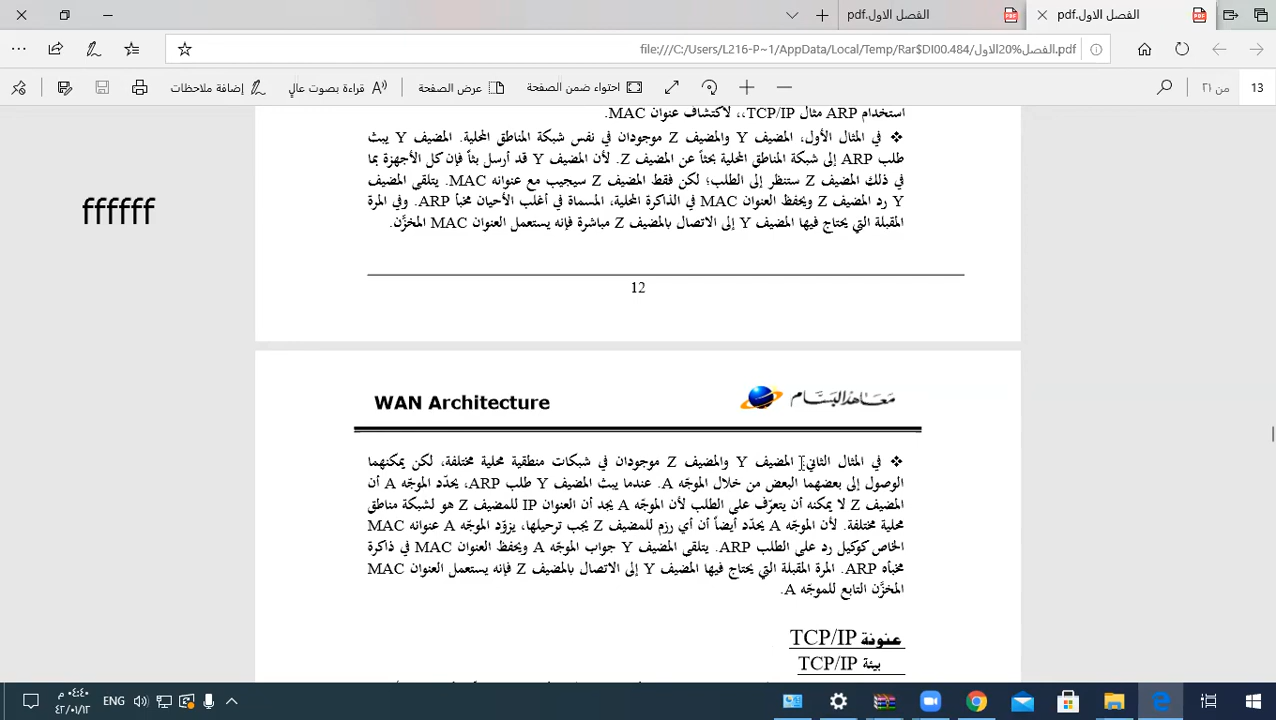 الفصل الاول.pdf
الفصل الاول.pdf
file:///C:/Users/L216-P~1/AppData/Local/Temp/Rar$DI00.484/الفصل%20الاول.pdf
إضافة ملاحظات
قراءة بصوت عالٍ
عرض الصفحة
احتواء ضمن الصفحة
من ٢١
13
استخدام ARP مثال TCP/IP،، لاكتشاف عنوان MAC.
❖ في المثال الأول، المضيف Y والمضيف Z موجودان في نفس شبكة المناطق المحلية. المضيف Y يبث
طلب ARP إلى شبكة المناطق المحلية بحثاً عن المضيف Z. لأن المضيف Y قد أرسل بثاً فإن كل الأجهزة بما
في ذلك المضيف Z ستنظر إلى الطلب؛ لكن فقط المضيف Z سيجيب مع عنوانه MAC. يتلقى المضيف
Y رد المضيف Z ويحفظ العنوان MAC في الذاكرة المحلية، المسماة في أغلب الأحيان مخبأ ARP. وفي المرة
المقبلة التي يحتاج فيها المضيف Y إلى الاتصال بالمضيف Z مباشرة فإنه يستعمل العنوان MAC المخزَّن.
ffffff
12
WAN Architecture
معاهد البسام
❖ في المثال الثاني المضيف Y والمضيف Z موجودان في شبكات منطقية محلية مختلفة، لكن يمكنهما
الوصول إلى بعضهما البعض من خلال الموجّه A. عندما يبث المضيف Y طلب ARP، يحدّد الموجّه A أن
المضيف Z لا يمكنه أن يتعرّف على الطلب لأن الموجّه A يجد أن العنوان IP للمضيف Z هو لشبكة مناطق
محلية مختلفة. لأن الموجّه A يحدّد أيضاً أن أي رزم للمضيف Z يجب ترحيلها، يزوّد الموجّه A عنوانه MAC
الخاص كوكيل رد على الطلب ARP. يتلقى المضيف Y جواب الموجّه A ويحفظ العنوان MAC في ذاكرة
مخبأه ARP. المرة المقبلة التي يحتاج فيها المضيف Y إلى الاتصال بالمضيف Z فإنه يستعمل العنوان MAC
المخزَّن التابع للموجّه A.
عنونة TCP/IP
بيئة TCP/IP
ENG
٠٤:٤٠ م
٤٢/٠١/١٣